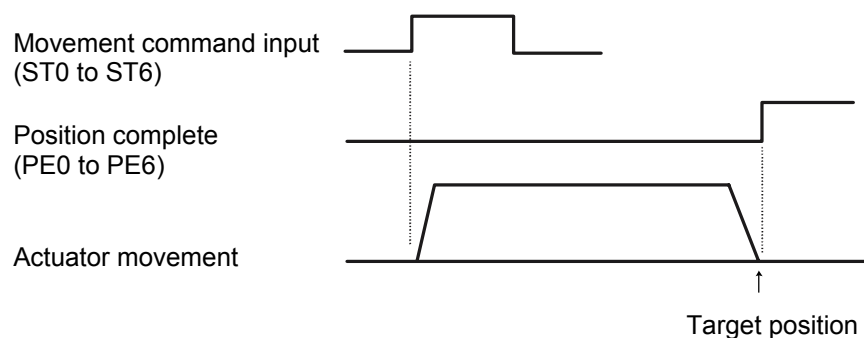 Movement command input
(ST0 to ST6)
Position complete
(PE0 to PE6)
Actuator movement
Target position